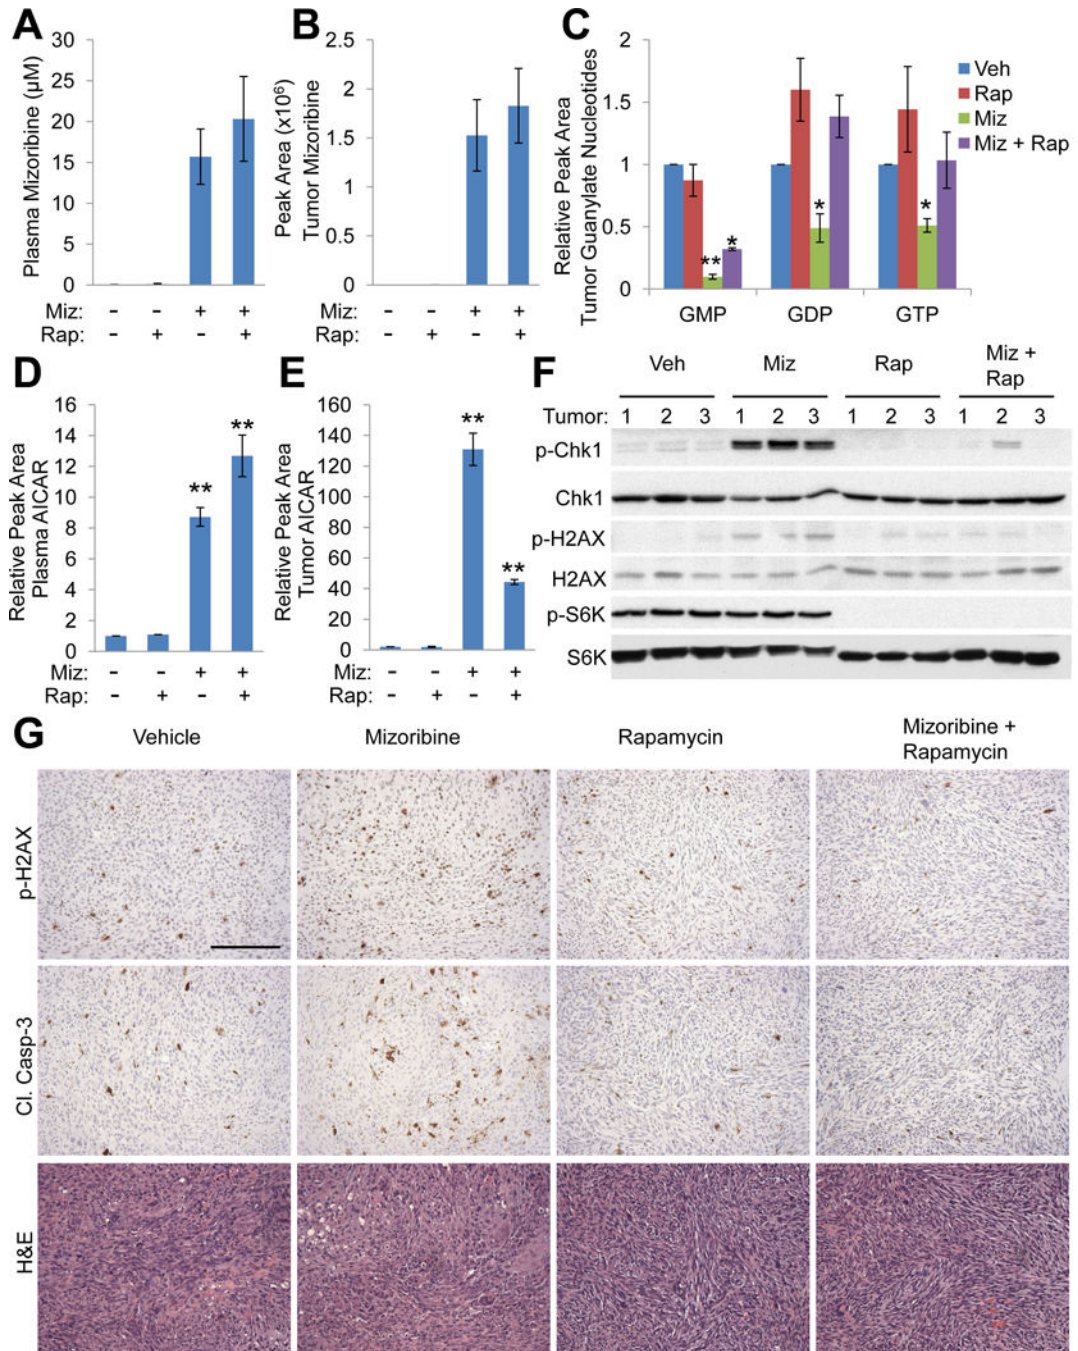 A
Plasma Mizoribine (µM)
30
25
20
15
10
5
0
Miz: - - + +
Rap: - + - +
B
Peak Area (x10⁶)
Tumor Mizoribine
2.5
2
1.5
1
0.5
0
Miz: - - + +
Rap: - + - +
C
Relative Peak Area
Tumor Guanylate Nucleotides
2
1.5
1
0.5
0
** * * *
GMP GDP GTP
Veh
Rap
Miz
Miz + Rap
D
Relative Peak Area
Plasma AICAR
16
14
12
10
8
6
4
2
0
** **
Miz: - - + +
Rap: - + - +
E
Relative Peak Area
Tumor AICAR
160
140
120
100
80
60
40
20
0
** **
Miz: - - + +
Rap: - + - +
F
Veh Miz Rap Miz +
Rap
Tumor: 1 2 3 1 2 3 1 2 3 1 2 3
p-Chk1
Chk1
p-H2AX
H2AX
p-S6K
S6K
G
Vehicle Mizoribine Rapamycin Mizoribine +
Rapamycin
p-H2AX
Cl. Casp-3
H&E